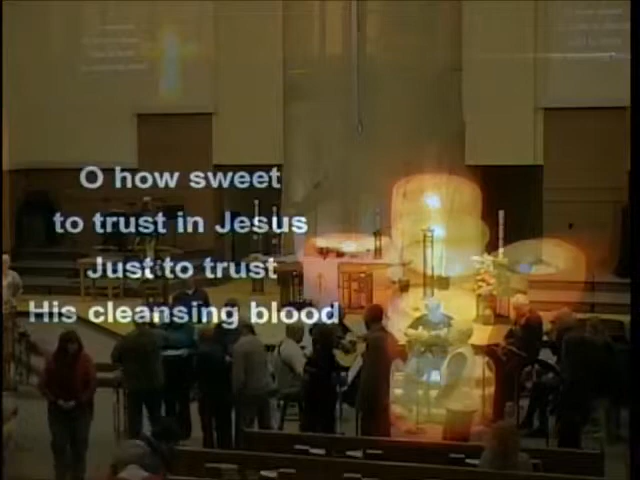 O how sweet
to trust in Jesus
Just to trust
His cleansing blood